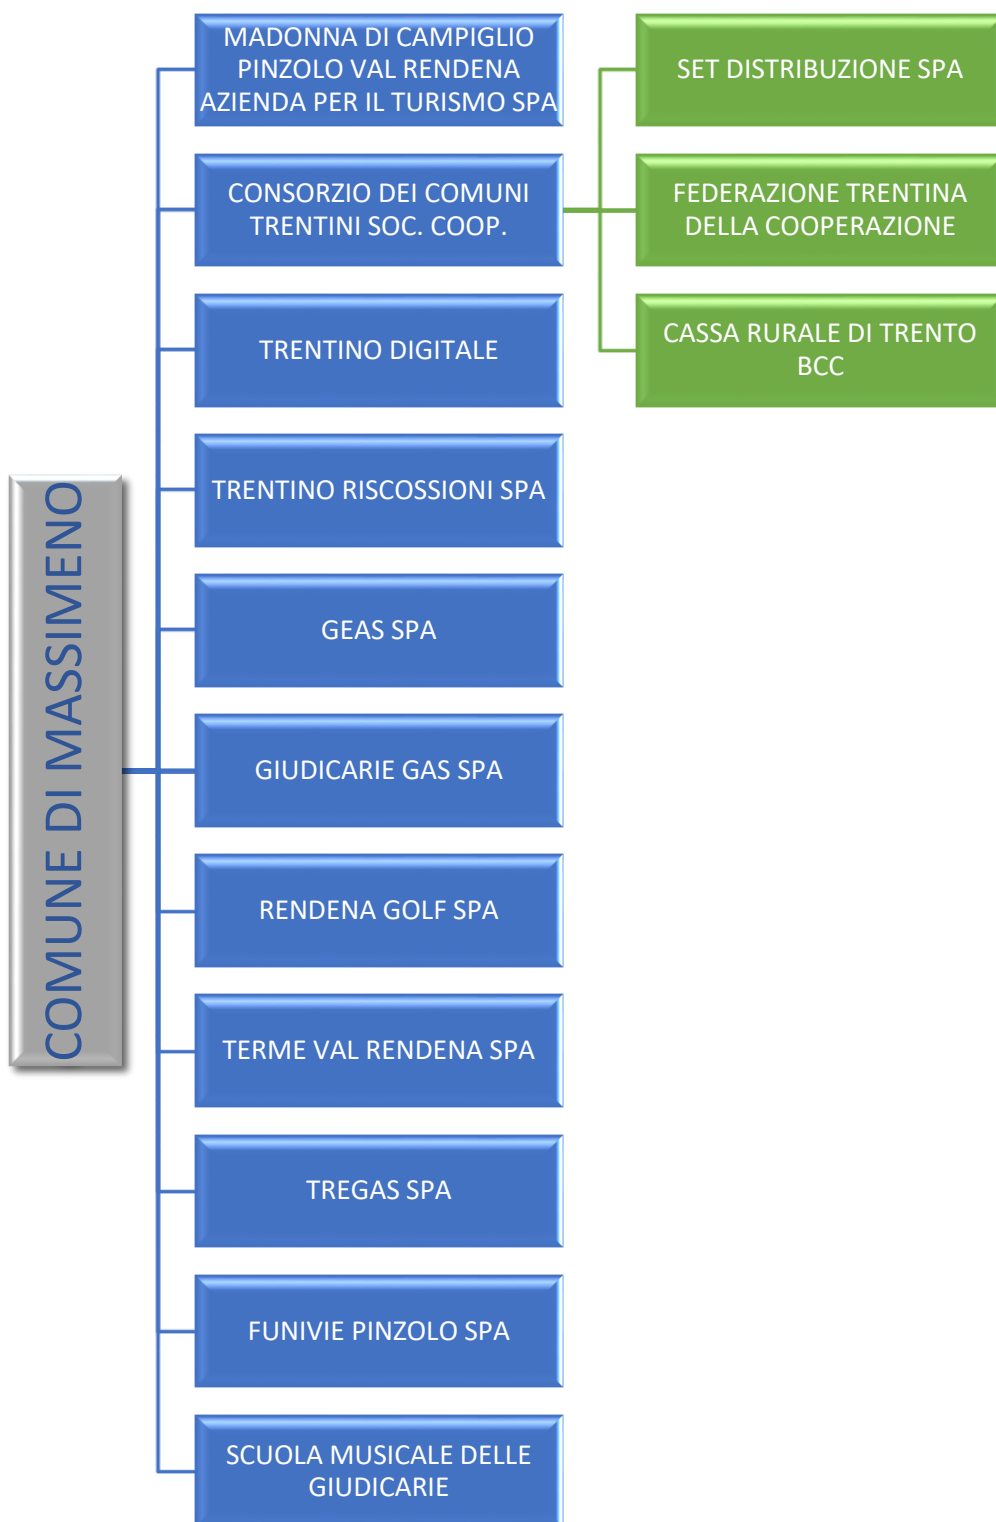 COMUNE DI MASSIMENO
MADONNA DI CAMPIGLIO
PINZOLO VAL RENDENA
AZIENDA PER IL TURISMO SPA
CONSORZIO DEI COMUNI
TRENTINI SOC. COOP.
SET DISTRIBUZIONE SPA
FEDERAZIONE TRENTINA
DELLA COOPERAZIONE
CASSA RURALE DI TRENTO
BCC
TRENTINO DIGITALE
TRENTINO RISCOSSIONI SPA
GEAS SPA
GIUDICARIE GAS SPA
RENDENA GOLF SPA
TERME VAL RENDENA SPA
TREGAS SPA
FUNIVIE PINZOLO SPA
SCUOLA MUSICALE DELLE
GIUDICARIE